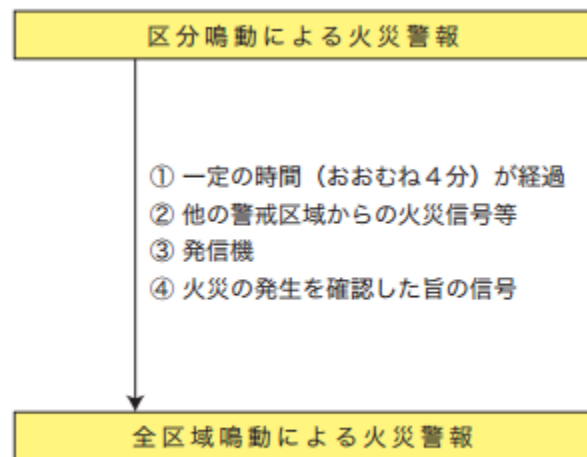 区分鳴動による火災警報
① 一定の時間（おおむね４分）が経過
② 他の警戒区域からの火災信号等
③ 発信機
④ 火災の発生を確認した旨の信号
全区域鳴動による火災警報